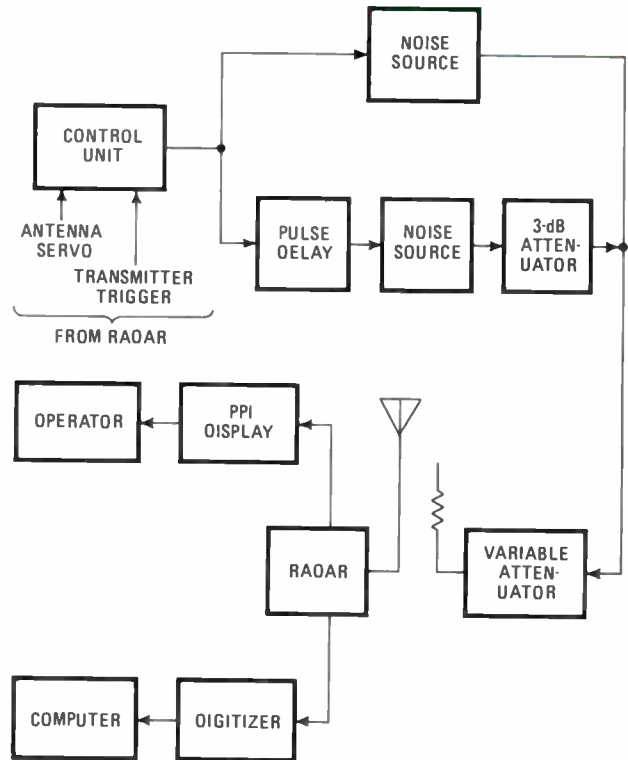 NOISE
SOURCE
CONTROL
UNIT
ANTENNA
SERVO
TRANSMITTER
TRIGGER
FROM RAOAR
PULSE
OELAY
NOISE
SOURCE
3-dB
ATTEN-
UATOR
OPERATOR
PPI
OISPLAY
RAOAR
VARIABLE
ATTEN-
UATOR
COMPUTER
OIGITIZER